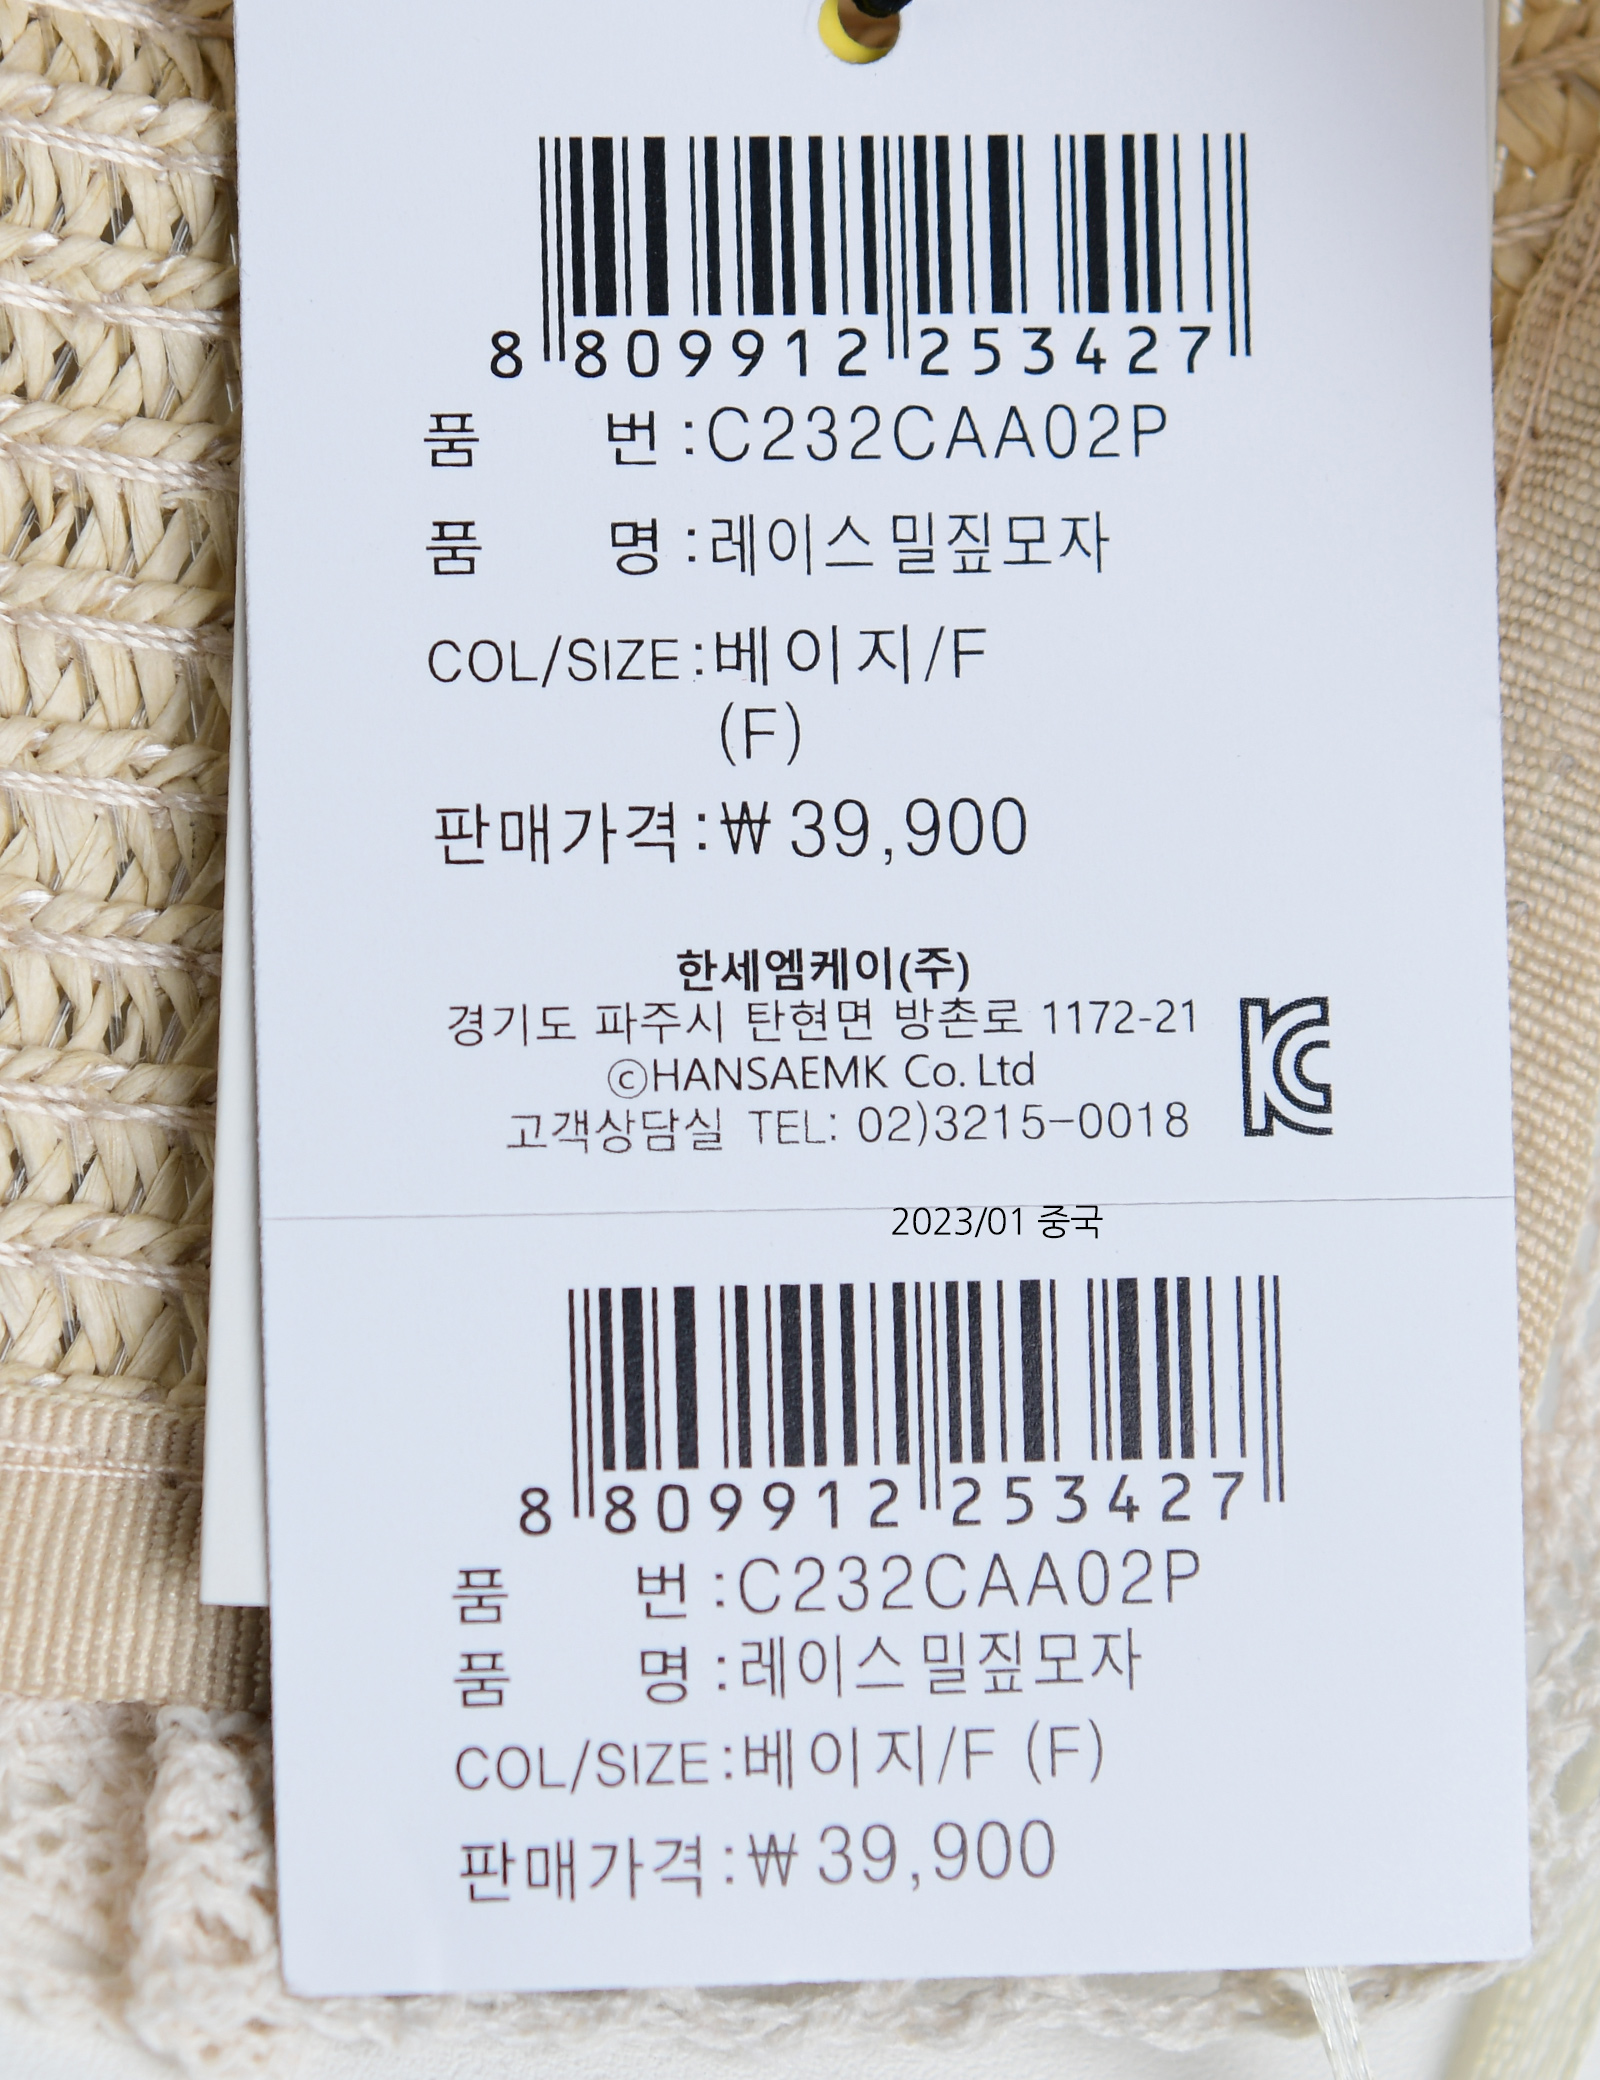 8 809912 253427
품 번 :C232CAA02P
품 명 :레이스밀짚모자
COL/SIZE:베이지/F
(F)
판매가격:₩ 39,900
한세엠케이(주)
경기도 파주시 탄현면 방촌로 1172-21
ⓒHANSAEMK Co. Ltd
고객상담실 TEL: 02)3215-0018
KC
2023/01 중국
8 809912 253427
품 번 :C232CAA02P
품 명 :레이스밀짚모자
COL/SIZE:베이지/F (F)
판매가격:₩ 39,900